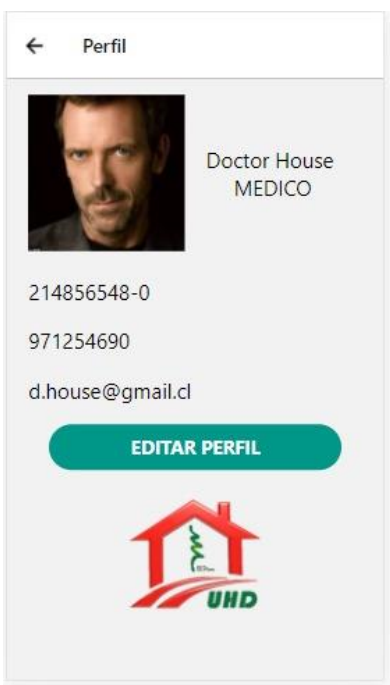 Perfil
Doctor House
MEDICO
214856548-0
971254690
d.house@gmail.cl
EDITAR PERFIL
UHD